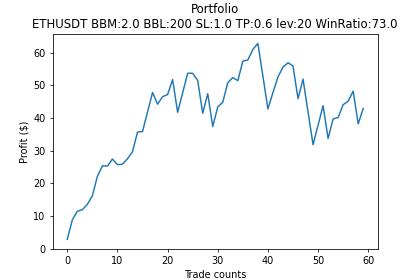 Portfolio
ETHUSDT BBM:2.0 BBL:200 SL:1.0 TP:0.6 lev:20 WinRatio:73.0
60
50
40
30
20
10
0
Profit ($)
0 10 20 30 40 50 60
Trade counts